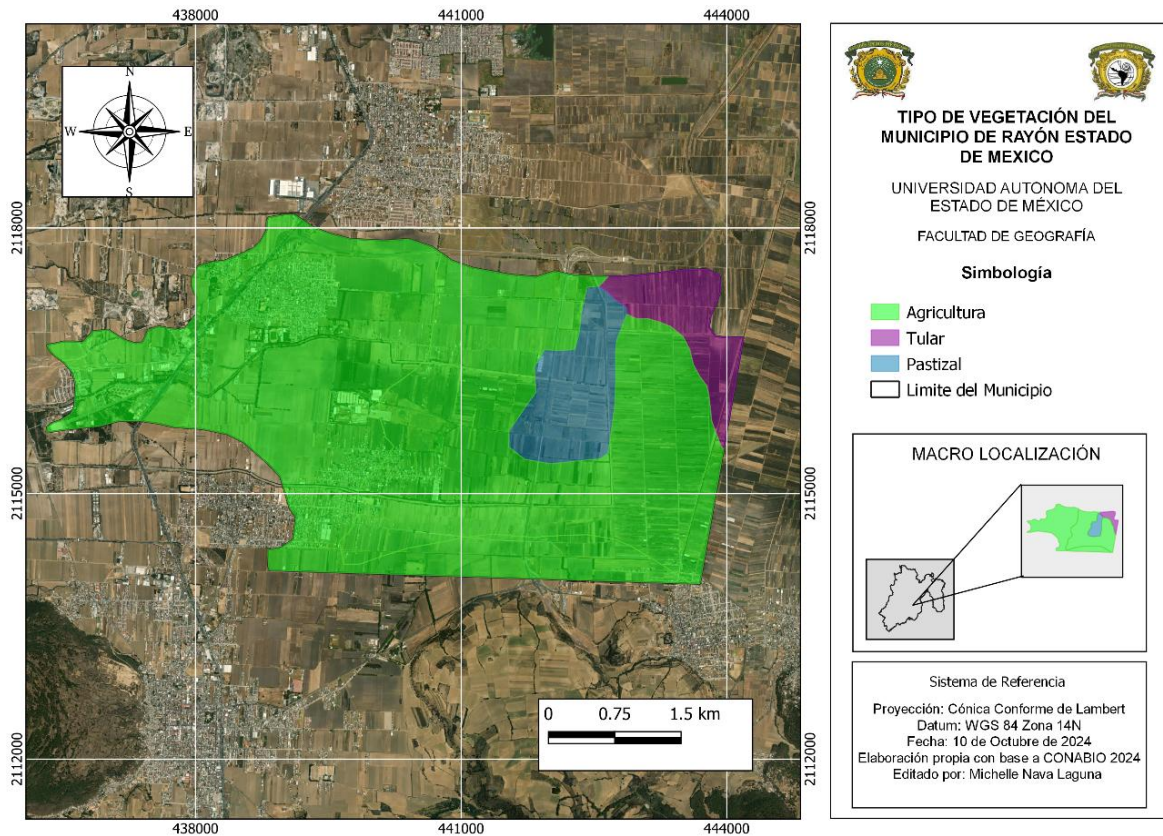 438000
441000
444000
N
W
E
S
2118000
2115000
2112000
2118000
2115000
2112000
0 0.75 1.5 km
438000
441000
444000
TIPO DE VEGETACIÓN DEL
MUNICIPIO DE RAYÓN ESTADO
DE MEXICO
UNIVERSIDAD AUTONOMA DEL
ESTADO DE MÉXICO
FACULTAD DE GEOGRAFÍA
Simbología
Agricultura
Tular
Pastizal
Limite del Municipio
MACRO LOCALIZACIÓN
Sistema de Referencia
Proyección: Cónica Conforme de Lambert
Datum: WGS 84 Zona 14N
Fecha: 10 de Octubre de 2024
Elaboración propia con base a CONABIO 2024
Editado por: Michelle Nava Laguna